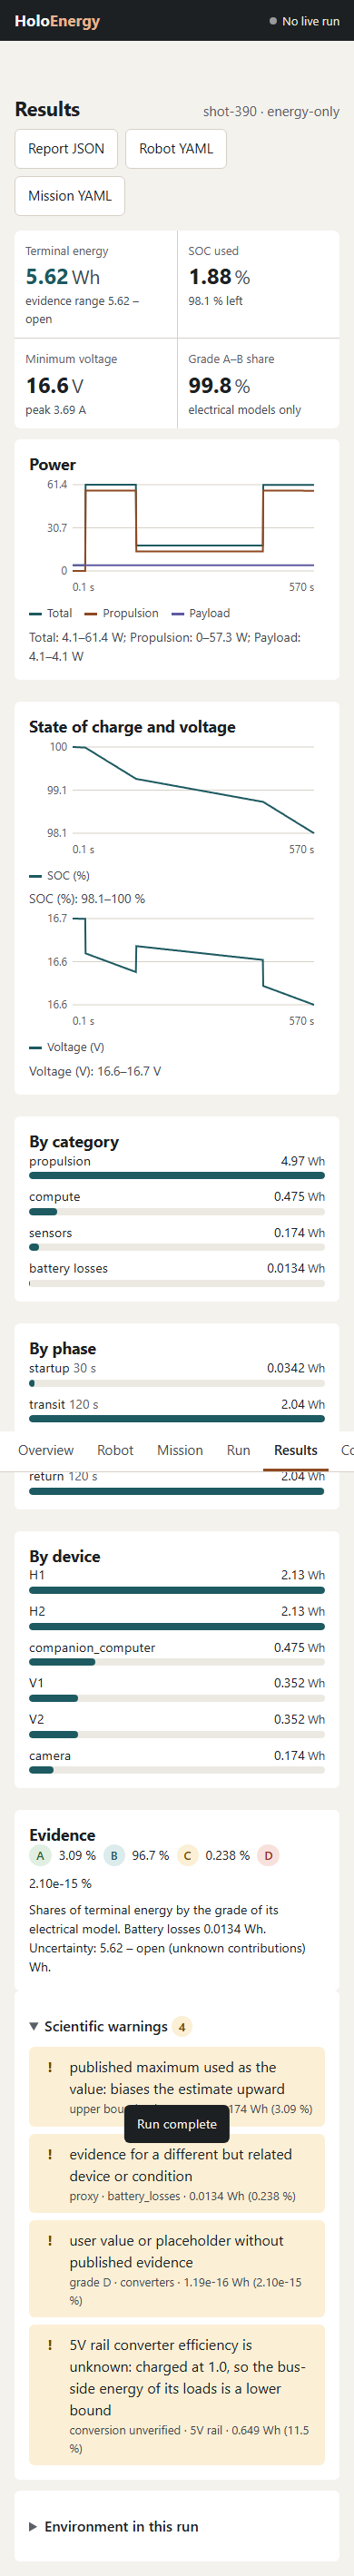 HoloEnergy
No live run
Results
shot-390 · energy-only
Report JSON
Robot YAML
Mission YAML
Terminal energy
5.62 Wh
evidence range 5.62 –
open
SOC used
1.88 %
98.1 % left
Minimum voltage
16.6 V
peak 3.69 A
Grade A–B share
99.8 %
electrical models only
Power
61.4
30.7
0
0.1 s
570 s
Total
Propulsion
Payload
Total: 4.1–61.4 W; Propulsion: 0–57.3 W; Payload:
4.1–4.1 W
State of charge and voltage
100
99.1
98.1
0.1 s
570 s
SOC (%)
SOC (%): 98.1–100 %
16.7
16.6
16.6
0.1 s
570 s
Voltage (V)
Voltage (V): 16.6–16.7 V
By category
propulsion 4.97 Wh
compute 0.475 Wh
sensors 0.174 Wh
battery losses 0.0134 Wh
By phase
startup 30 s 0.0342 Wh
transit 120 s 2.04 Wh
Overview Robot Mission Run Results Co
return 120 s 2.04 Wh
By device
H1 2.13 Wh
H2 2.13 Wh
companion_computer 0.475 Wh
V1 0.352 Wh
V2 0.352 Wh
camera 0.174 Wh
Evidence
A 3.09 % B 96.7 % C 0.238 % D
2.10e-15 %
Shares of terminal energy by the grade of its
electrical model. Battery losses 0.0134 Wh.
Uncertainty: 5.62 – open (unknown contributions)
Wh.
▼ Scientific warnings 4
! published maximum used as the
value: biases the estimate upward
upper 174 Wh (3.09 %)
Run complete
! evidence for a different but related
device or condition
proxy · battery_losses · 0.0134 Wh (0.238 %)
! user value or placeholder without
published evidence
grade D · converters · 1.19e-16 Wh (2.10e-15
%)
! 5V rail converter efficiency is
unknown: charged at 1.0, so the bus-
side energy of its loads is a lower
bound
conversion unverified · 5V rail · 0.649 Wh (11.5
%)
▶ Environment in this run